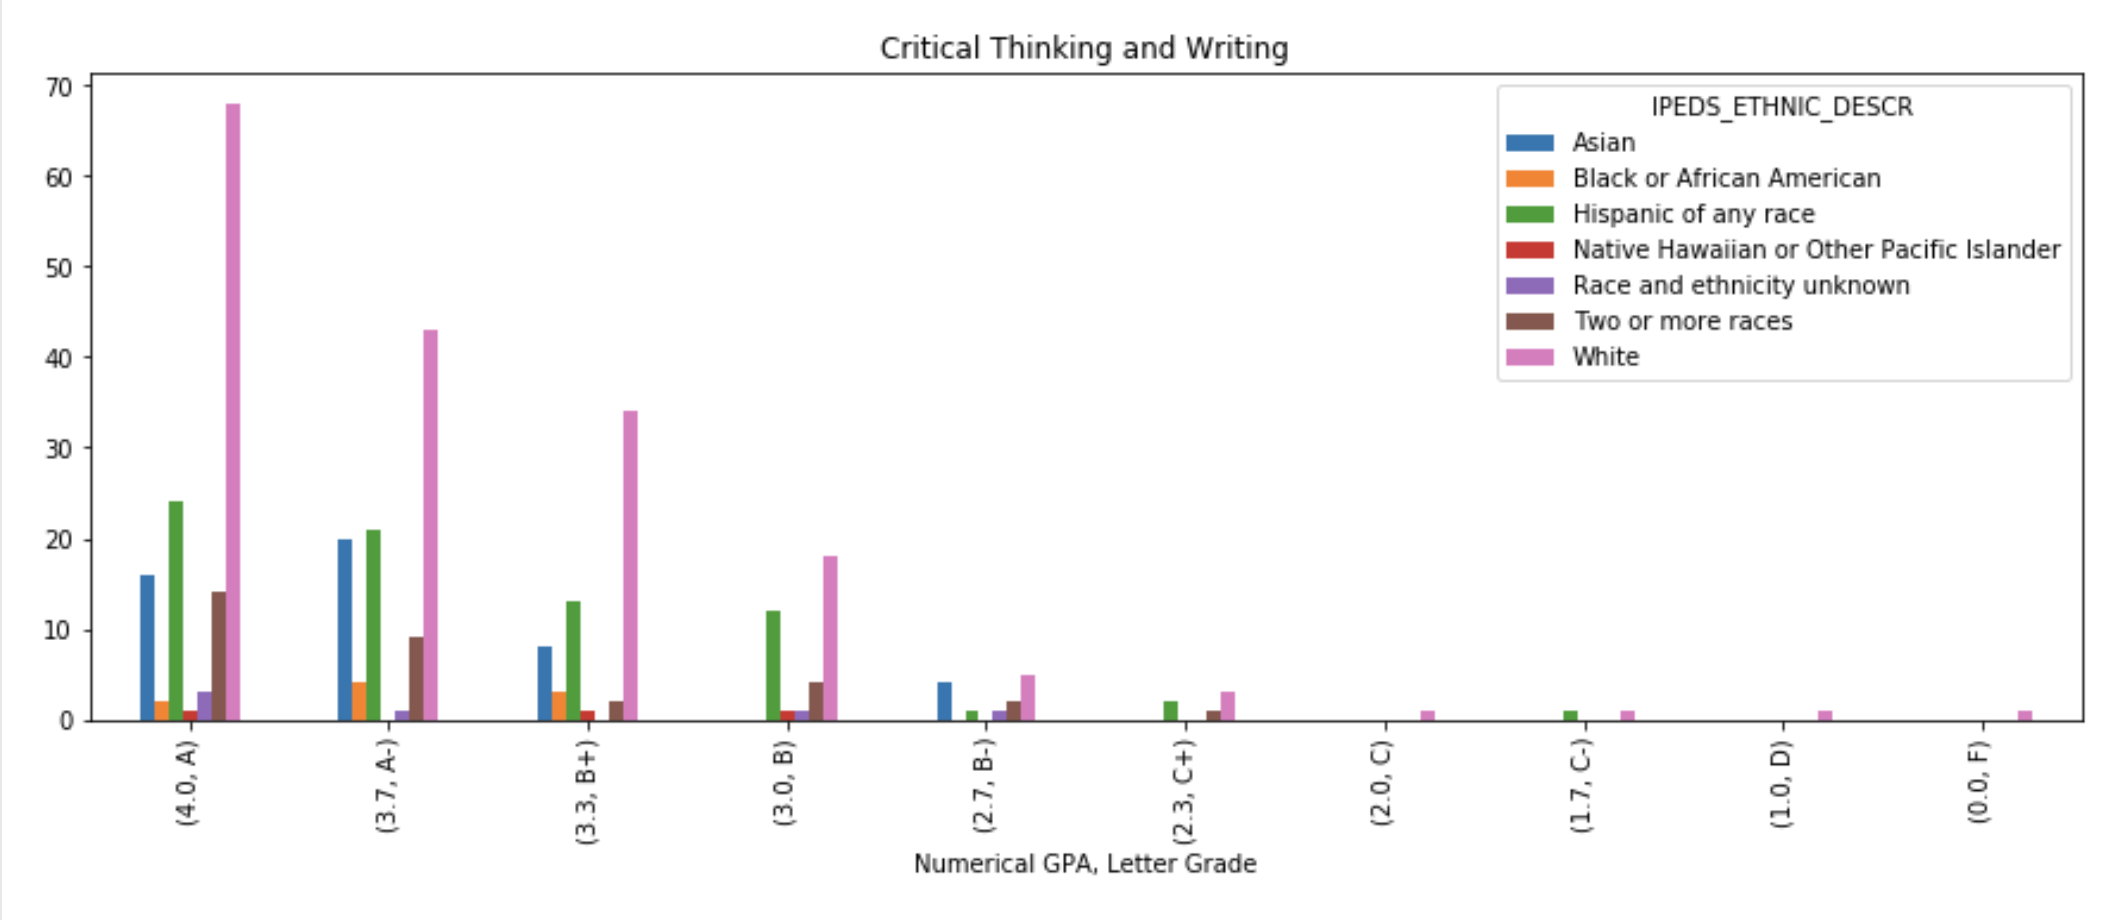 Critical Thinking and Writing
70
60
50
40
30
20
10
0
IPEDS_ETHNIC_DESCR
Asian
Black or African American
Hispanic of any race
Native Hawaiian or Other Pacific Islander
Race and ethnicity unknown
Two or more races
White
(4.0, A)
(3.7, A-)
(3.3, B+)
(3.0, B)
(2.7, B-)
(2.3, C+)
(2.0, C)
(1.7, C-)
(1.0, D)
(0.0, F)
Numerical GPA, Letter Grade